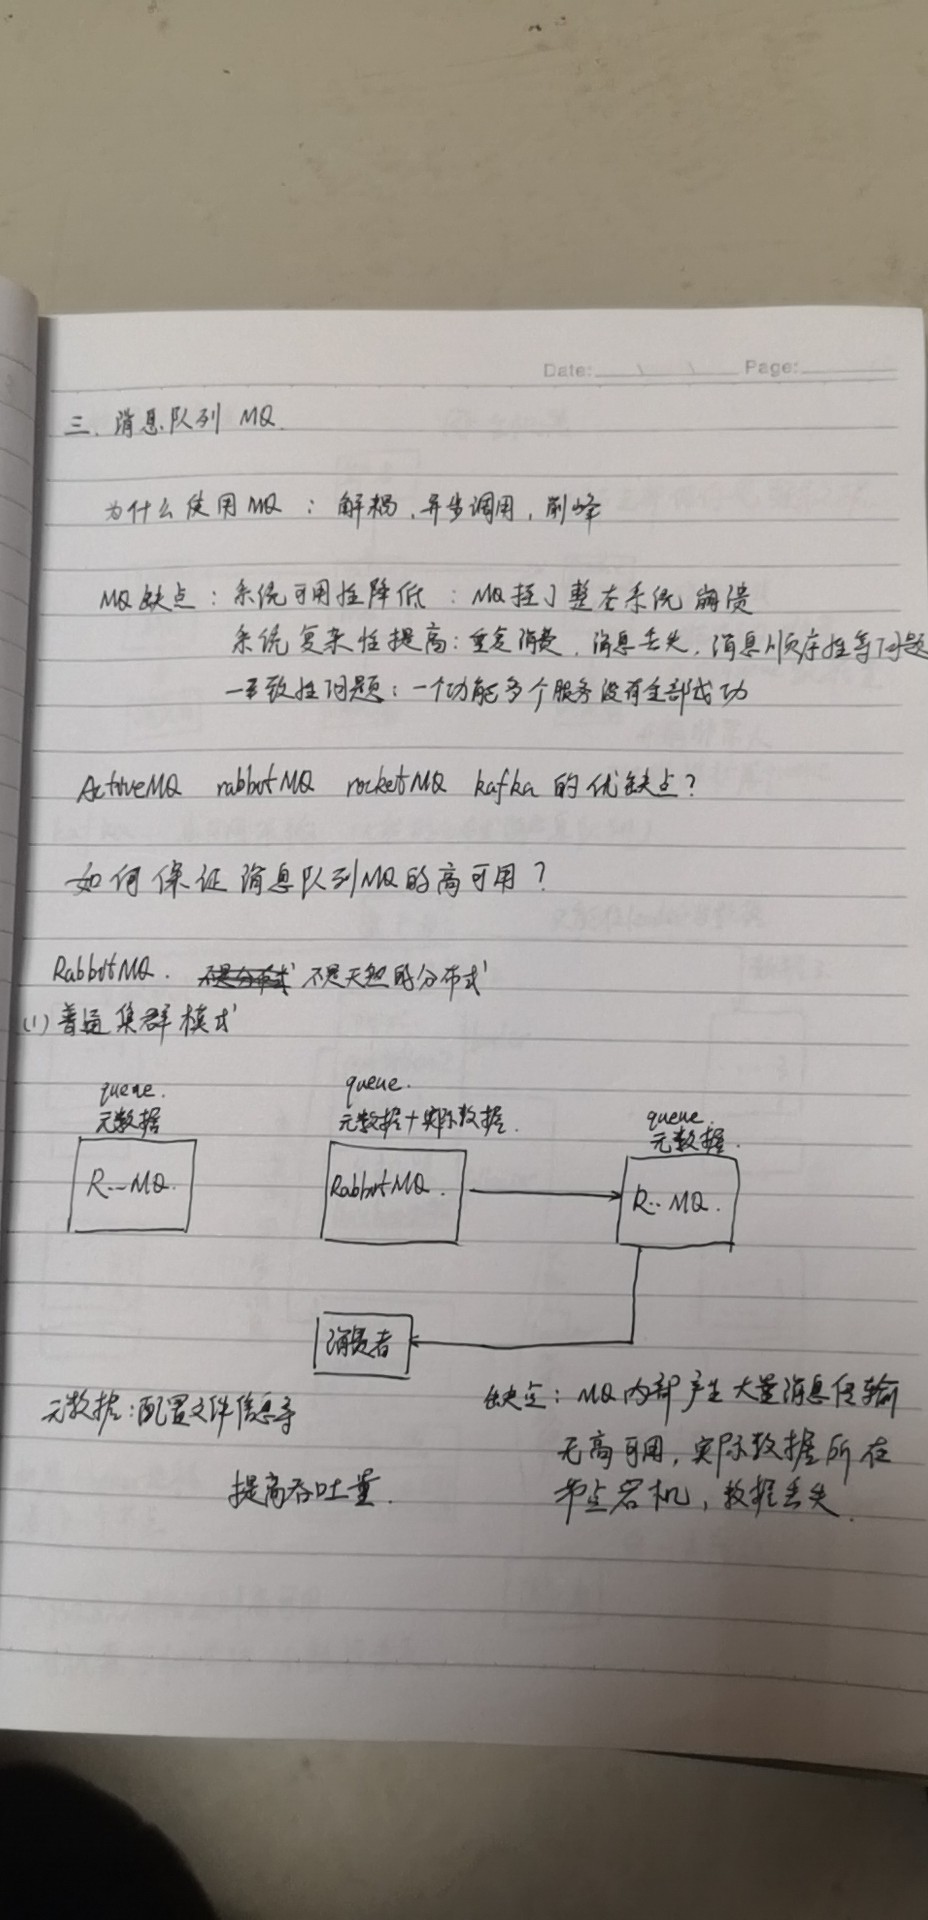 Date: Page:
三、消息队列 MQ.
为什么使用MQ：解耦，异步调用，削峰
MQ缺点：系统可用性降低：MQ挂了整个系统崩溃
系统复杂性提高：重复消费，消息丢失，消息顺序性等问题
一致性问题：一个功能多个服务没有全部成功
ActiveMQ rabbitMQ rocketMQ kafka 的优缺点？
如何保证消息队列MQ的高可用？
RabbitMQ. 不是分布式 不是天然的分布式
(1) 普通集群模式
queue. queue. queue.
元数据 元数据+实际数据. 元数据.
R...MQ. RabbitMQ. R..MQ.
消费者
元数据：配置文件信息等
缺点：MQ内部产生大量消息传输
无高可用，实际数据所在
提高吞吐量.
节点宕机，数据丢失.